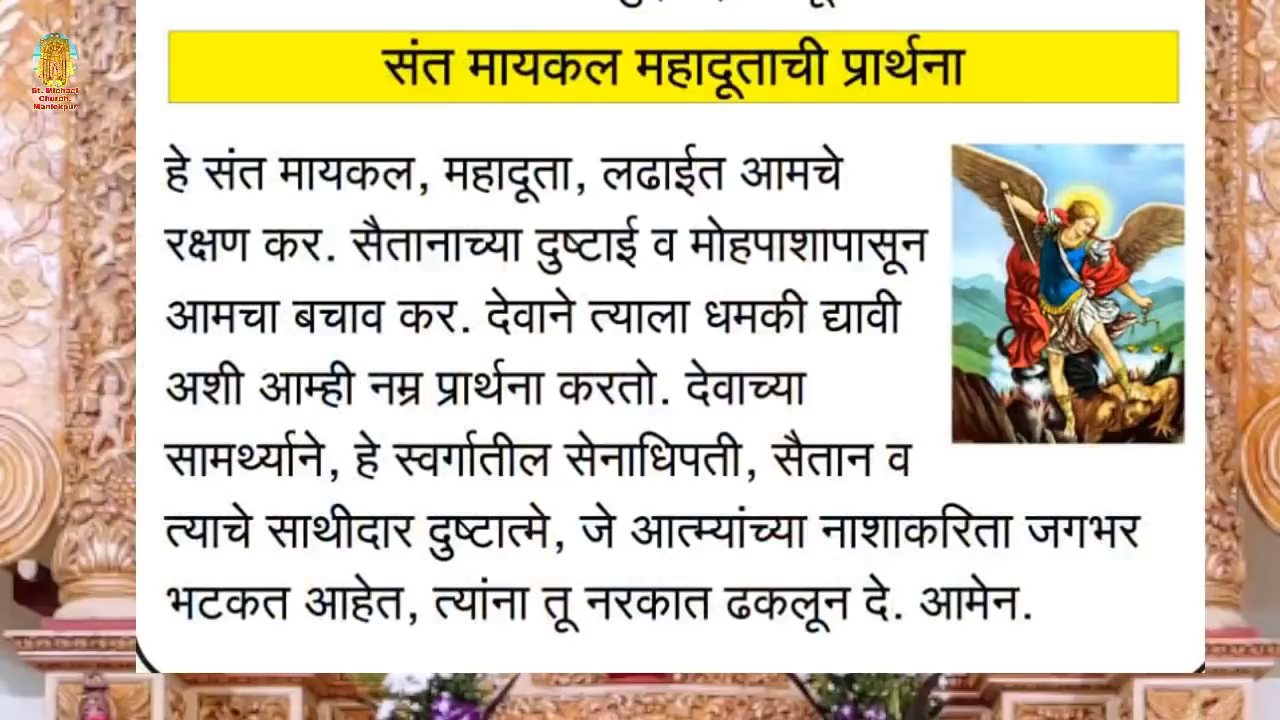 St. Michael
Church,
Manickpur
संत मायकल महादूताची प्रार्थना
हे संत मायकल, महादूता, लढाईत आमचे
रक्षण कर. सैतानाच्या दुष्टाई व मोहपाशापासून
आमचा बचाव कर. देवाने त्याला धमकी द्यावी
अशी आम्ही नम्र प्रार्थना करतो. देवाच्या
सामर्थ्याने, हे स्वर्गातील सेनाधिपती, सैतान व
त्याचे साथीदार दुष्टात्मे, जे आत्म्यांच्या नाशाकरिता जगभर
भटकत आहेत, त्यांना तू नरकात ढकलून दे. आमेन.